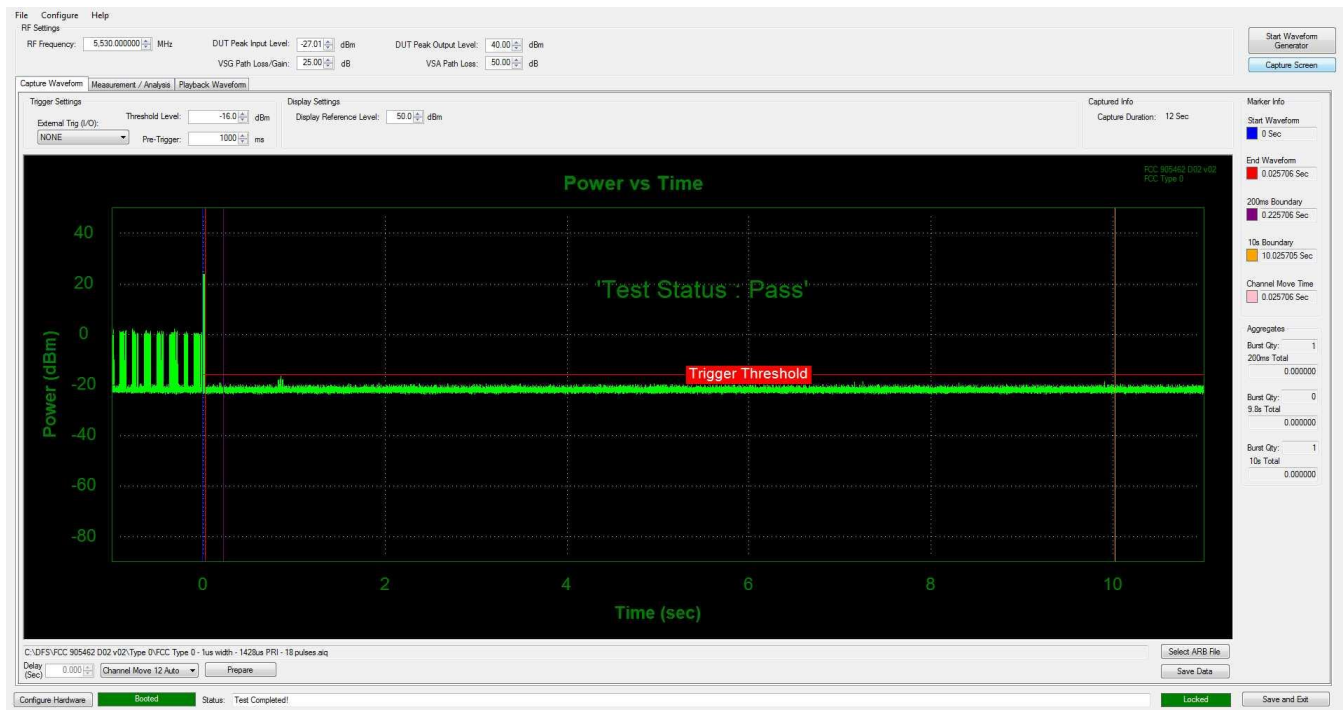 File Configure Help
RF Settings
RF Frequency: 5,530.000000 MHz DUT Peak Input Level: -27.01 dBm DUT Peak Output Level: 40.00 dBm
VSG Path Loss/Gain: 25.00 dB VSA Path Loss: 50.00 dB
Start Waveform Generator
Capture Screen
Capture Waveform Measurement / Analysis Playback Waveform
Trigger Settings
External Trig (I/O): Threshold Level: -16.0 dBm
NONE Pre-Trigger: 1000 ms
Display Settings
Display Reference Level: 50.0 dBm
Captured Info
Capture Duration: 12 Sec
Marker Info
Start Waveform
0 Sec
End Waveform
0.025706 Sec
200ms Boundary
0.225706 Sec
10s Boundary
10.025705 Sec
Channel Move Time
0.025706 Sec
Aggregates
Burst Qty: 1
200ms Total
0.000000
Burst Qty: 0
9.8s Total
0.000000
Burst Qty: 1
10s Total
0.000000
Power vs Time
FCC 905462 D02 v02
FCC Type 0
'Test Status : Pass'
Trigger Threshold
Power (dBm)
40
20
0
-20
-40
-60
-80
0 2 4 6 8 10
Time (sec)
C:\DFS\FCC 905462 D02 v02\Type 0\FCC Type 0 - 1us width - 1428us PRI - 18 pulses.aiq
Select ARB File
Delay (Sec) 0.000 Channel Move 12 Auto Prepare
Save Data
Configure Hardware Booted Status: Test Completed! Locked Save and Exit